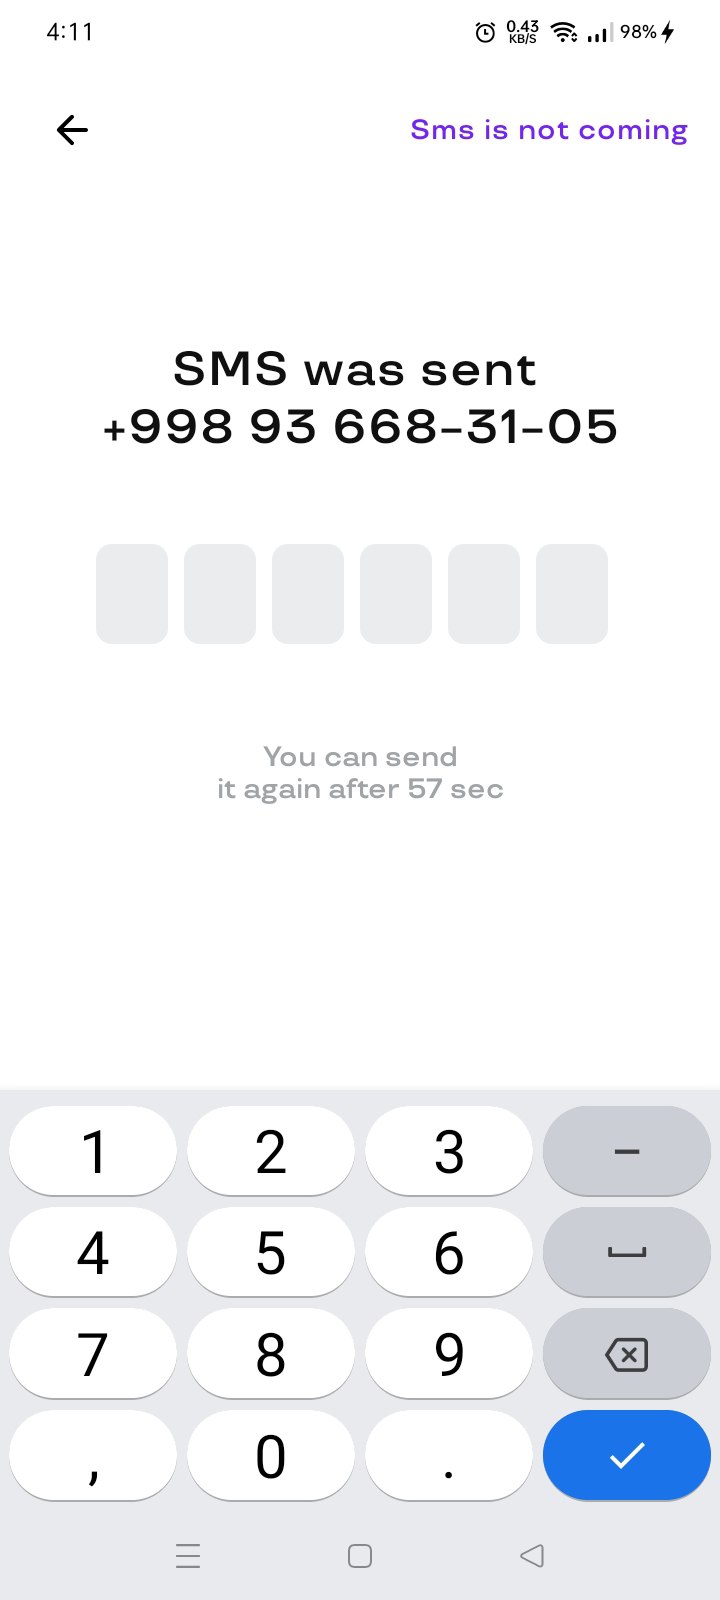 4:11
0.43
KB/S
98%
Sms is not coming
SMS was sent
+998 93 668-31-05
You can send
it again after 57 sec
1 2 3 –
4 5 6
7 8 9
, 0 .